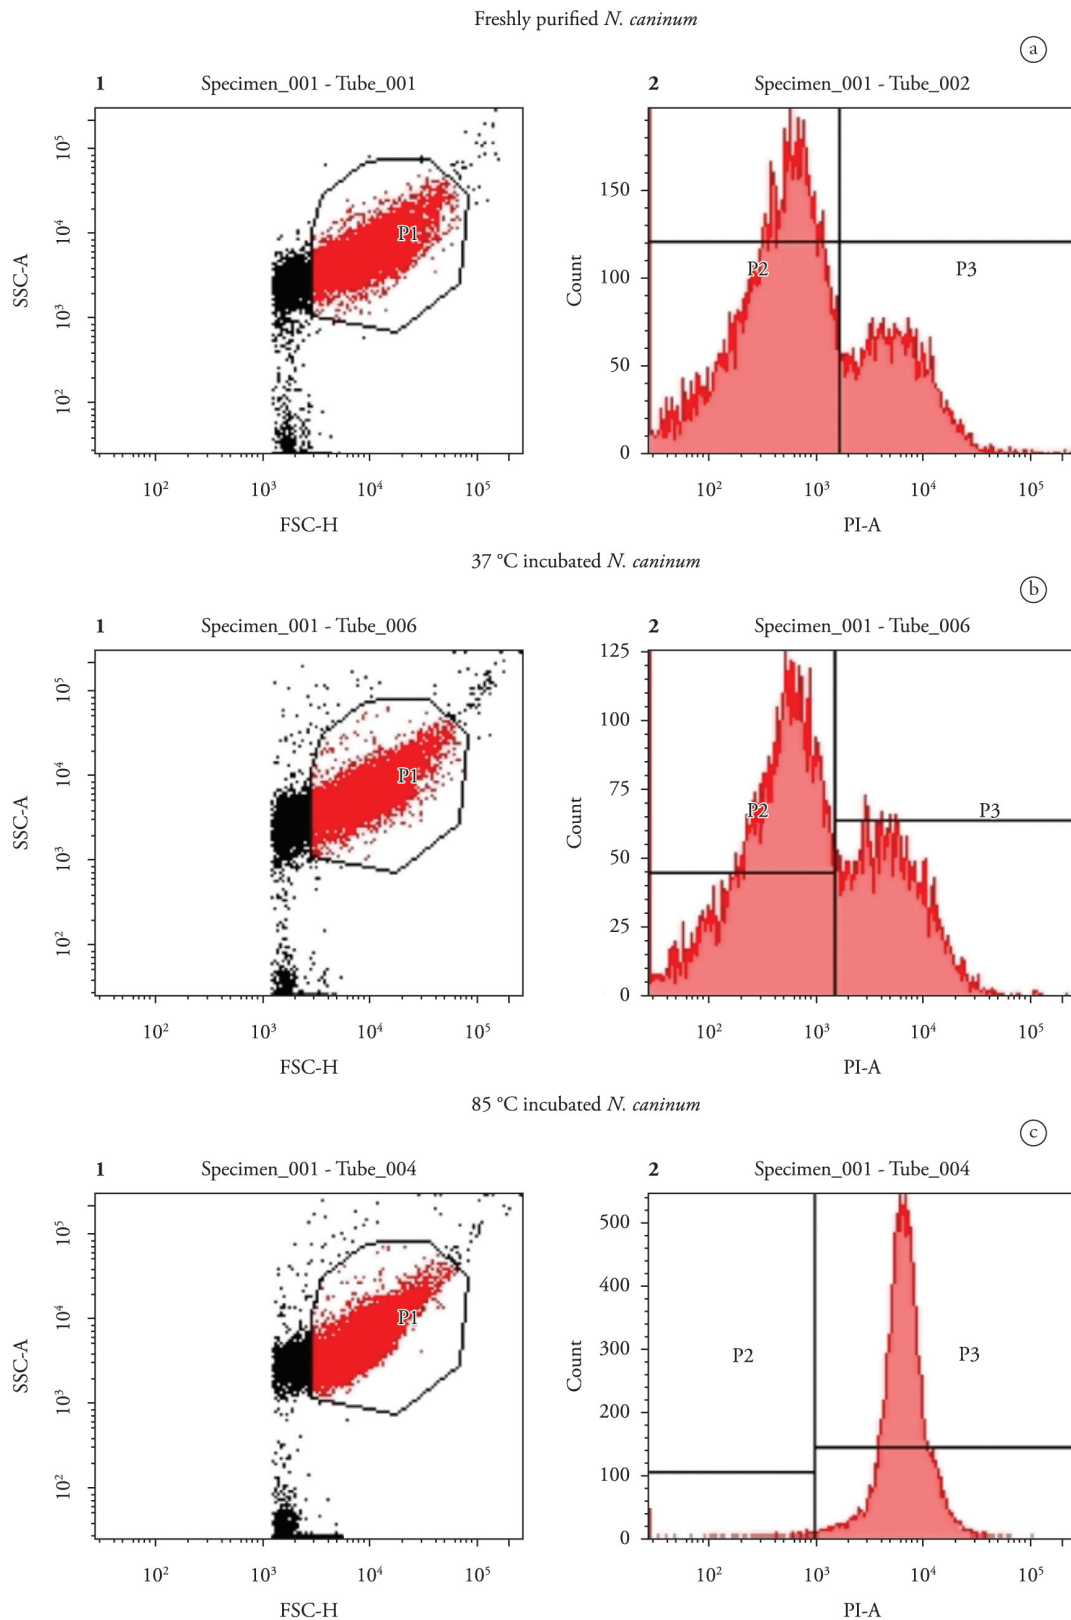 Freshly purified N. caninum
a
1 Specimen_001 - Tube_001
SSC-A
10⁵
10⁴
10³
10²
P1
10² 10³ 10⁴ 10⁵
FSC-H
2 Specimen_001 - Tube_002
Count
150
100
50
0
P2 P3
10² 10³ 10⁴ 10⁵
PI-A
37 °C incubated N. caninum
b
1 Specimen_001 - Tube_006
SSC-A
10⁵
10⁴
10³
10²
P1
10² 10³ 10⁴ 10⁵
FSC-H
2 Specimen_001 - Tube_006
Count
125
100
75
50
25
0
P2 P3
10² 10³ 10⁴ 10⁵
PI-A
85 °C incubated N. caninum
c
1 Specimen_001 - Tube_004
SSC-A
10⁵
10⁴
10³
10²
P1
10² 10³ 10⁴ 10⁵
FSC-H
2 Specimen_001 - Tube_004
Count
500
400
300
200
100
0
P2 P3
10² 10³ 10⁴ 10⁵
PI-A